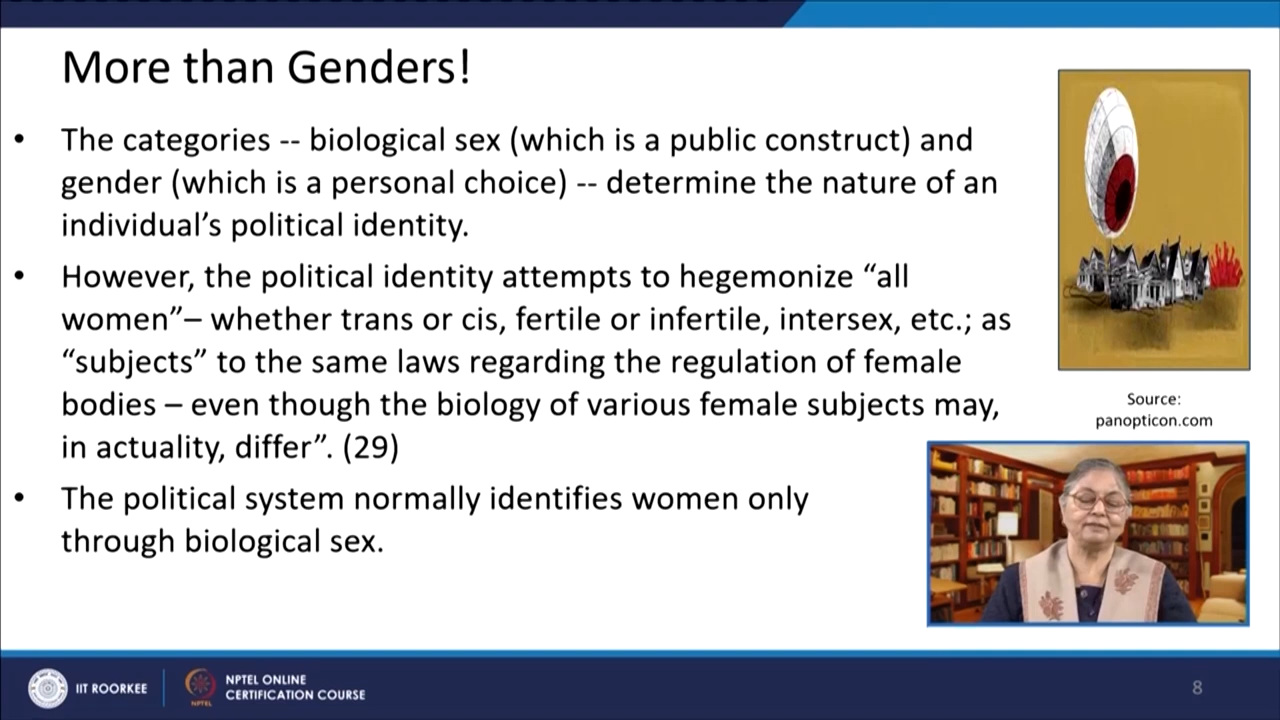 More than Genders!
• The categories -- biological sex (which is a public construct) and
gender (which is a personal choice) -- determine the nature of an
individual’s political identity.
• However, the political identity attempts to hegemonize “all
women”– whether trans or cis, fertile or infertile, intersex, etc.; as
“subjects” to the same laws regarding the regulation of female
bodies – even though the biology of various female subjects may,
in actuality, differ”. (29)
• The political system normally identifies women only
through biological sex.
Source:
panopticon.com
IIT ROORKEE
NPTEL
NPTEL ONLINE
CERTIFICATION COURSE
8